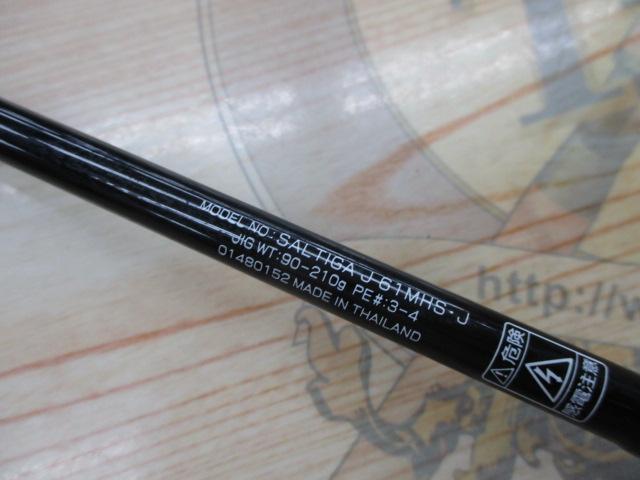 MODEL NO: SALTIGA J 61MHS・J
JIG WT:90-210g PE#:3-4
01480152 MADE IN THAILAND
危険
感電注意
http://